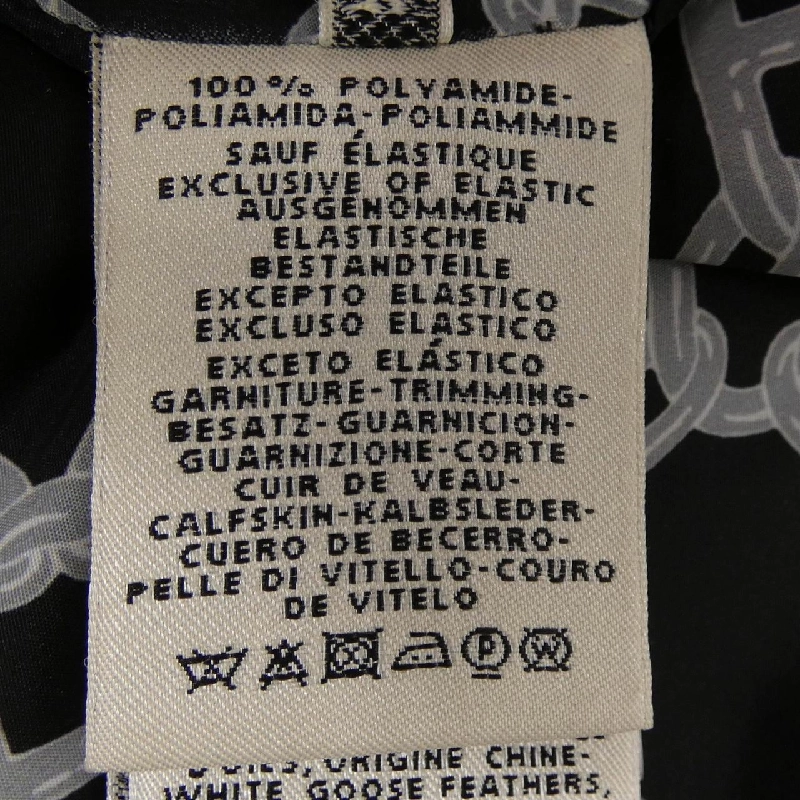 100% POLYAMIDE-
POLIAMIDA-POLIAMMIDE
SAUF ÉLASTIQUE
EXCLUSIVE OF ELASTIC
AUSGENOMMEN
ELASTISCHE
BESTANDTEILE
EXCEPTO ELASTICO
EXCLUSO ELASTICO
EXCETO ELÁSTICO
GARNITURE-TRIMMING-
BESATZ-GUARNICION-
GUARNIZIONE-CORTE
CUIR DE VEAU-
CALFSKIN-KALBSLEDER-
CUERO DE BECERRO-
PELLE DI VITELLO-COURO
DE VITELO
P W
ORIGINE CHINE-
WHITE GOOSE FEATHERS,